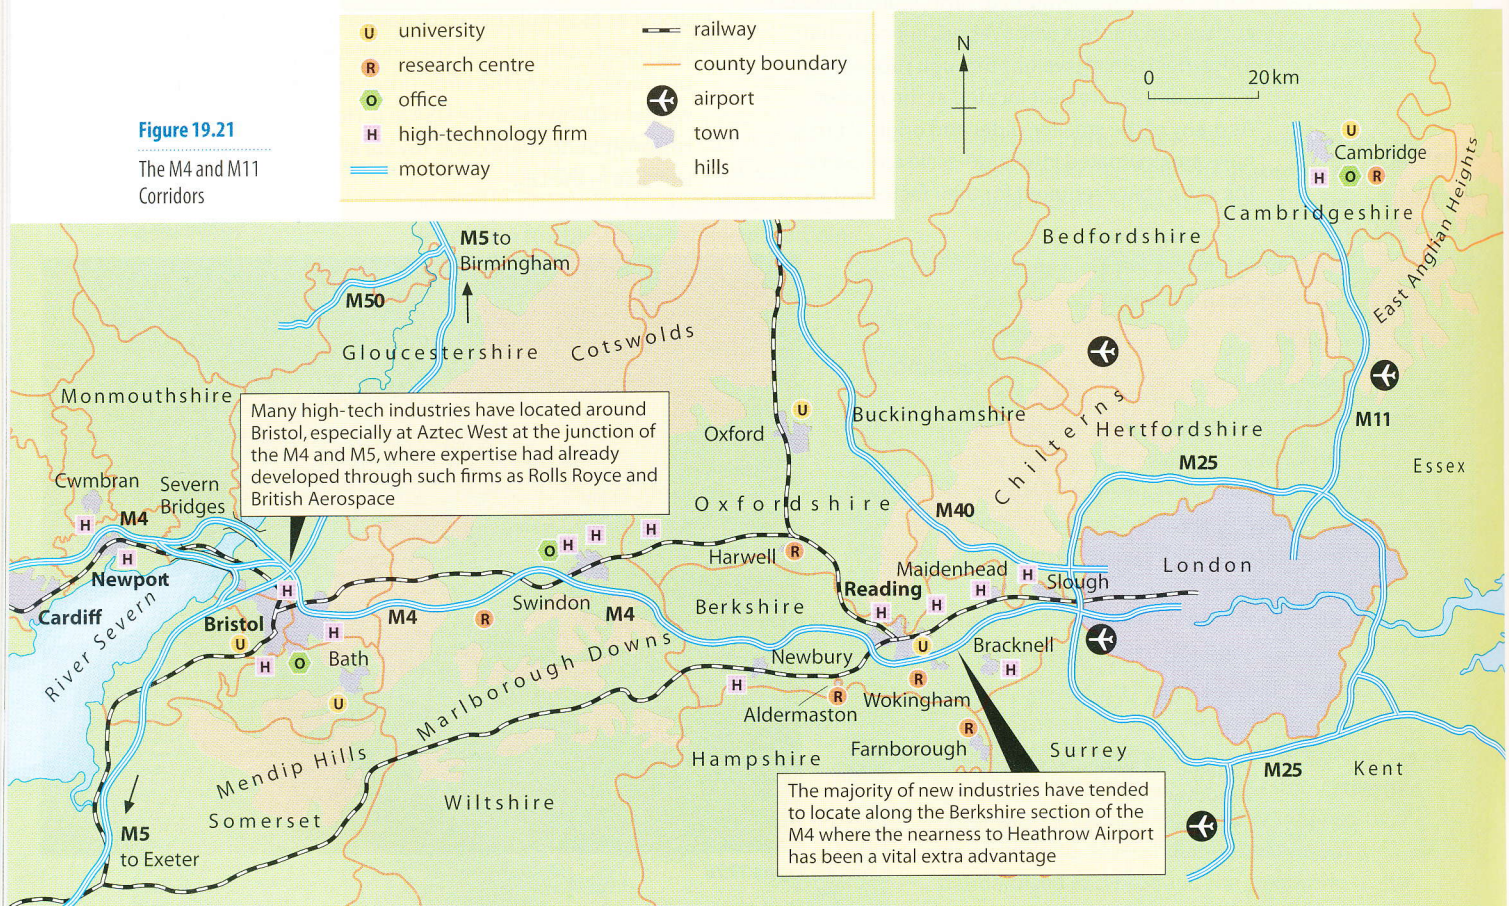 Figure 19.21
The M4 and M11
Corridors
U university
R research centre
O office
H high-technology firm
motorway
railway
county boundary
airport
town
hills
N
0 20 km
U
Cambridge
H O R
Cambridgeshire
East Anglian Heights
Bedfordshire
M5 to
Birmingham
M50
Gloucestershire
Cotswolds
Monmouthshire
Many high-tech industries have located around
Bristol, especially at Aztec West at the junction of
the M4 and M5, where expertise had already
developed through such firms as Rolls Royce and
British Aerospace
U
Oxford
Buckinghamshire
Chilterns
Hertfordshire
M11
M25
Essex
Cwmbran
Severn
Bridges
H
M4
Oxfordshire
M40
H
Newport
Cardiff
River Severn
O H H H
Harwell R
Swindon
M4
R
M4
Berkshire
Reading
H H H H
Maidenhead
Slough
London
H
Bristol
U
H
H O
Bath
U
Marlborough Downs
Newbury
U
Bracknell
H
H
R
Aldermaston
R
Wokingham
R
Farnborough
Mendip Hills
Hampshire
Surrey
M25
Kent
Wiltshire
Somerset
M5
to Exeter
The majority of new industries have tended
to locate along the Berkshire section of the
M4 where the nearness to Heathrow Airport
has been a vital extra advantage